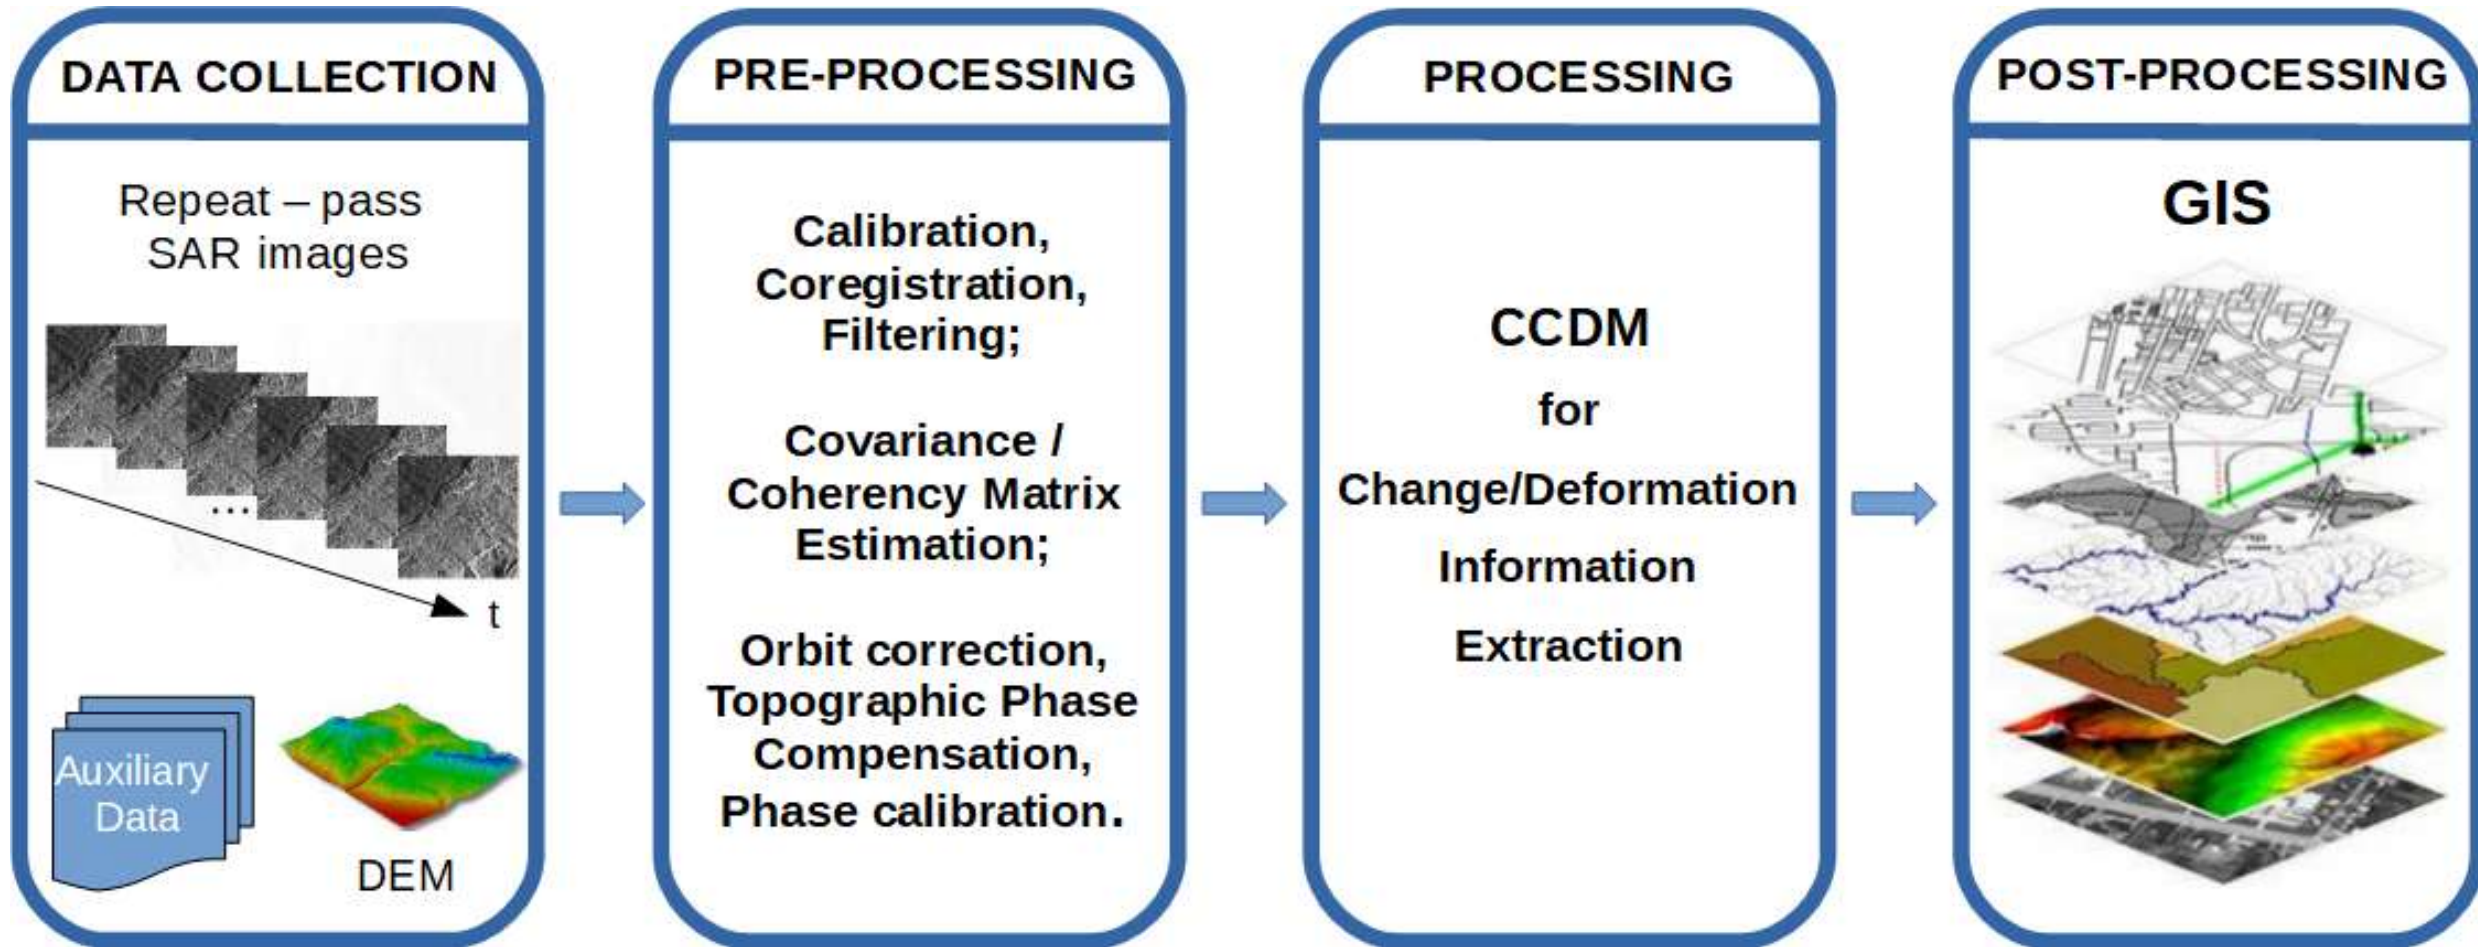 DATA COLLECTION
Repeat – pass
SAR images
...
t
Auxiliary
Data
DEM
PRE-PROCESSING
Calibration,
Coregistration,
Filtering;
Covariance /
Coherency Matrix
Estimation;
Orbit correction,
Topographic Phase
Compensation,
Phase calibration.
PROCESSING
CCDM
for
Change/Deformation
Information
Extraction
POST-PROCESSING
GIS